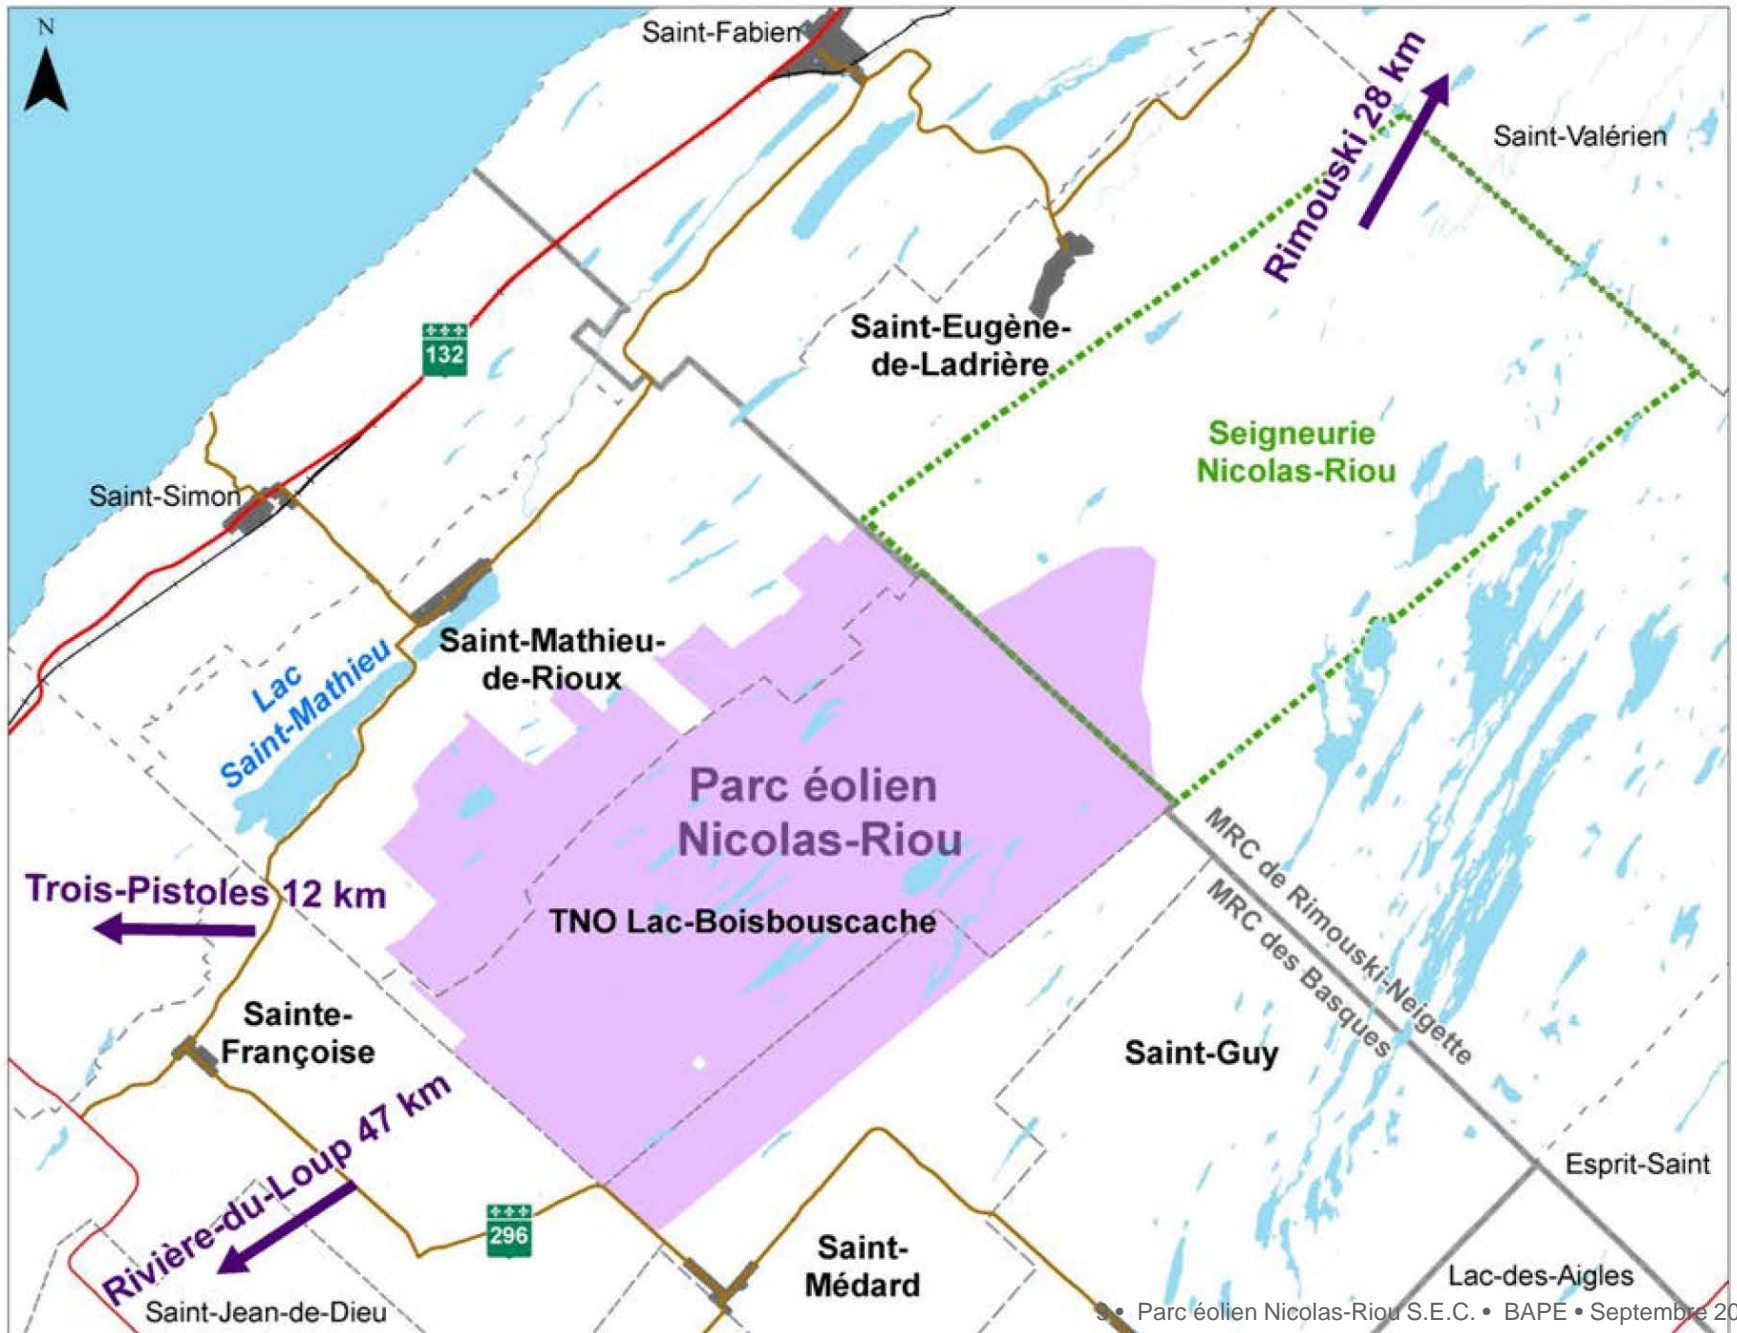 N
Saint-Fabien
Rimouski 28 km
Saint-Valérien
132
Saint-Eugène-
de-Ladrière
Seigneurie
Nicolas-Riou
Saint-Simon
Lac
Saint-Mathieu
Saint-Mathieu-
de-Rioux
Parc éolien
Nicolas-Riou
MRC de Rimouski-Neigette
MRC des Basques
Trois-Pistoles 12 km
TNO Lac-Boisbouscache
Sainte-
Françoise
Saint-Guy
Rivière-du-Loup 47 km
Esprit-Saint
296
Saint-
Médard
Lac-des-Aigles
Saint-Jean-de-Dieu
9 • Parc éolien Nicolas-Riou S.E.C. • BAPE • Septembre 20